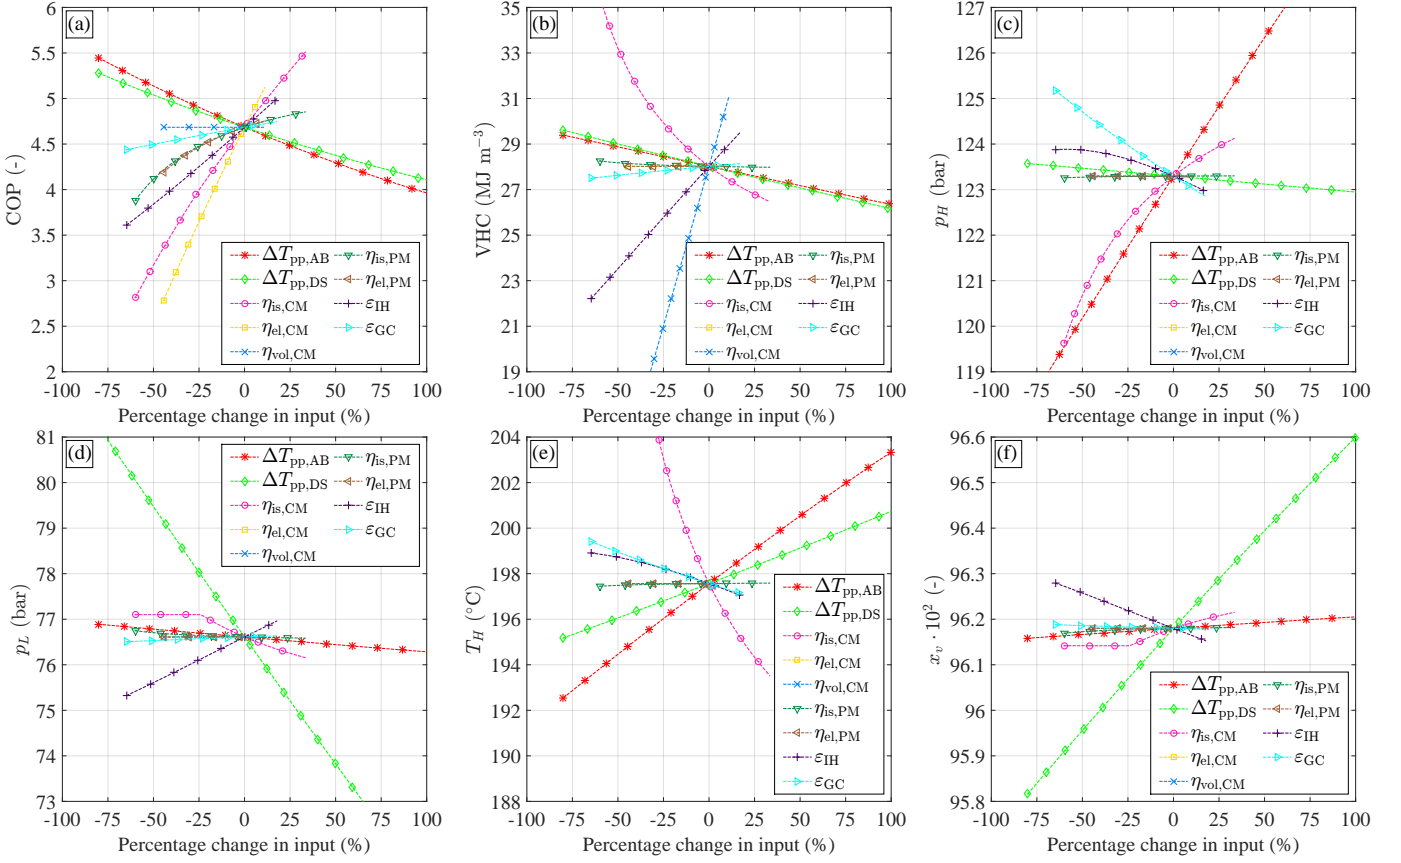 (a)
COP (-)
6
5.5
5
4.5
4
3.5
3
2.5
2
-100 -75 -50 -25 0 25 50 75 100
Percentage change in input (%)
ΔT_pp,AB η_is,PM
ΔT_pp,DS η_el,PM
η_is,CM ε_IH
η_el,CM ε_GC
η_vol,CM
(b)
VHC (MJ m⁻³)
35
33
31
29
27
25
23
21
19
-100 -75 -50 -25 0 25 50 75 100
Percentage change in input (%)
ΔT_pp,AB η_is,PM
ΔT_pp,DS η_el,PM
η_is,CM ε_IH
η_el,CM ε_GC
η_vol,CM
(c)
p_H (bar)
127
126
125
124
123
122
121
120
119
-100 -75 -50 -25 0 25 50 75 100
Percentage change in input (%)
ΔT_pp,AB η_is,PM
ΔT_pp,DS η_el,PM
η_is,CM ε_IH
η_el,CM ε_GC
η_vol,CM
(d)
p_L (bar)
81
80
79
78
77
76
75
74
73
-100 -75 -50 -25 0 25 50 75 100
Percentage change in input (%)
ΔT_pp,AB η_is,PM
ΔT_pp,DS η_el,PM
η_is,CM ε_IH
η_el,CM ε_GC
η_vol,CM
(e)
T_H (°C)
204
202
200
198
196
194
192
190
188
-100 -75 -50 -25 0 25 50 75 100
Percentage change in input (%)
ΔT_pp,AB
ΔT_pp,DS
η_is,CM
η_el,CM
η_vol,CM
η_is,PM
η_el,PM
ε_IH
ε_GC
(f)
x_v · 10² (-)
96.6
96.5
96.4
96.3
96.2
96.1
96
95.9
95.8
-100 -75 -50 -25 0 25 50 75 100
Percentage change in input (%)
ΔT_pp,AB η_is,PM
ΔT_pp,DS η_el,PM
η_is,CM ε_IH
η_el,CM ε_GC
η_vol,CM